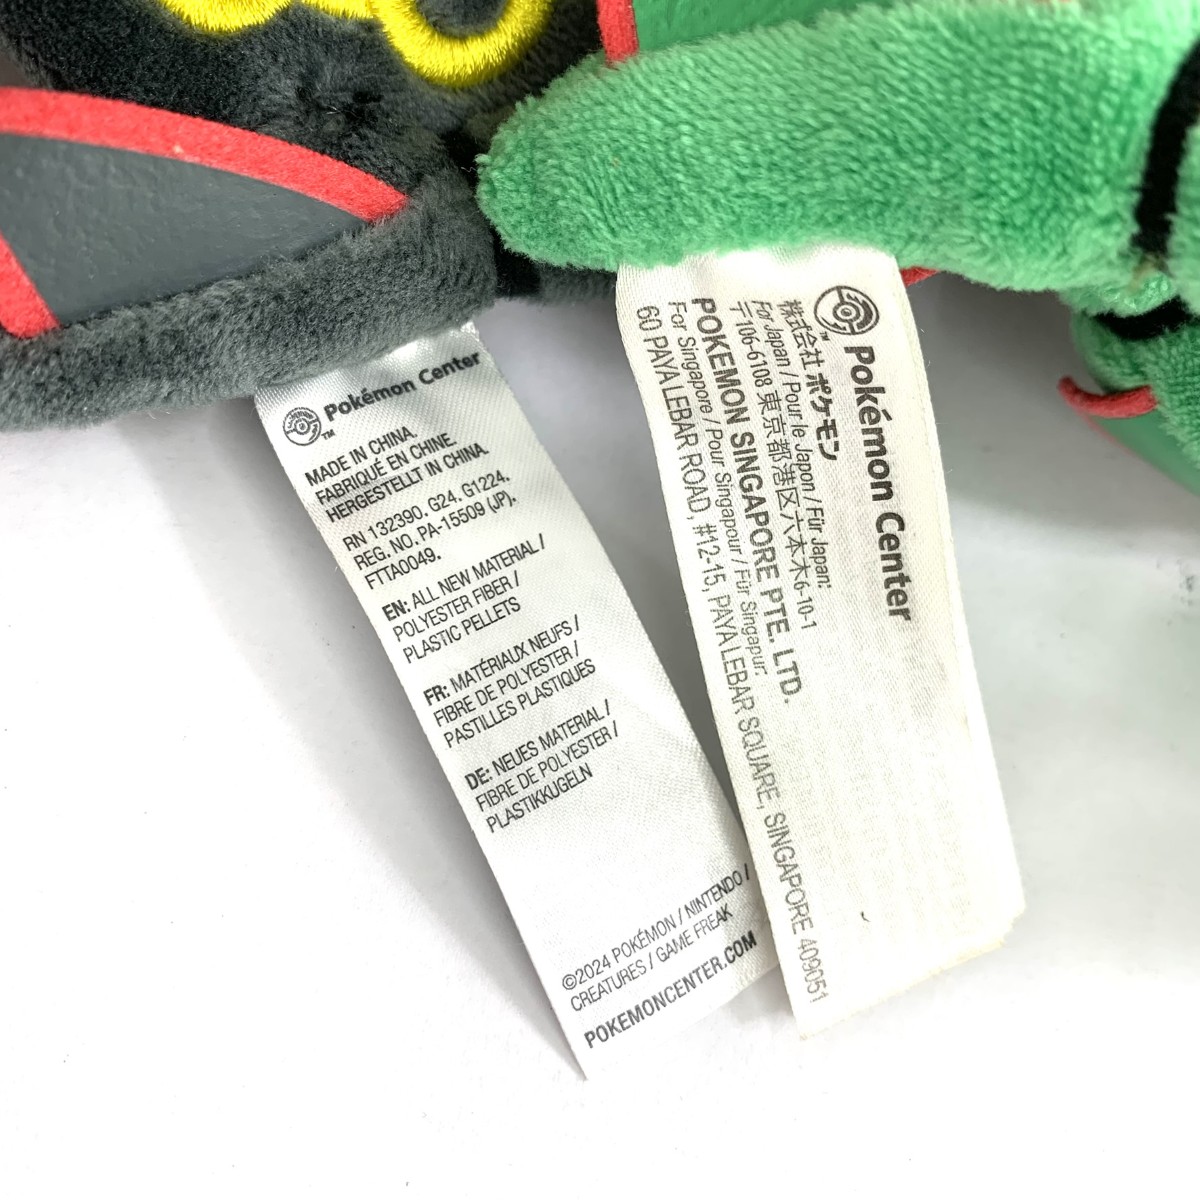 Pokémon Center
™
MADE IN CHINA.
FABRIQUÉ EN CHINE.
HERGESTELLT IN CHINA.
RN 132390. G24. G1224.
REG. NO. PA-15509 (JP).
FTTA0049.
EN: ALL NEW MATERIAL /
POLYESTER FIBER /
PLASTIC PELLETS
FR: MATÉRIAUX NEUFS /
FIBRE DE POLYESTER /
PASTILLES PLASTIQUES
DE: NEUES MATERIAL /
FIBRE DE POLYESTER /
PLASTIKKUGELN
©2024 POKÉMON / NINTENDO /
CREATURES / GAME FREAK
POKEMONCENTER.COM
Pokémon Center
™
株式会社 ポケモン
For Japan / Pour le Japon / Für Japan:
〒106-6108 東京都港区六本木6-10-1
POKEMON SINGAPORE PTE. LTD.
For Singapore / Pour Singapour / Für Singapur:
60 PAYA LEBAR ROAD, #12-15, PAYA LEBAR SQUARE, SINGAPORE 409051